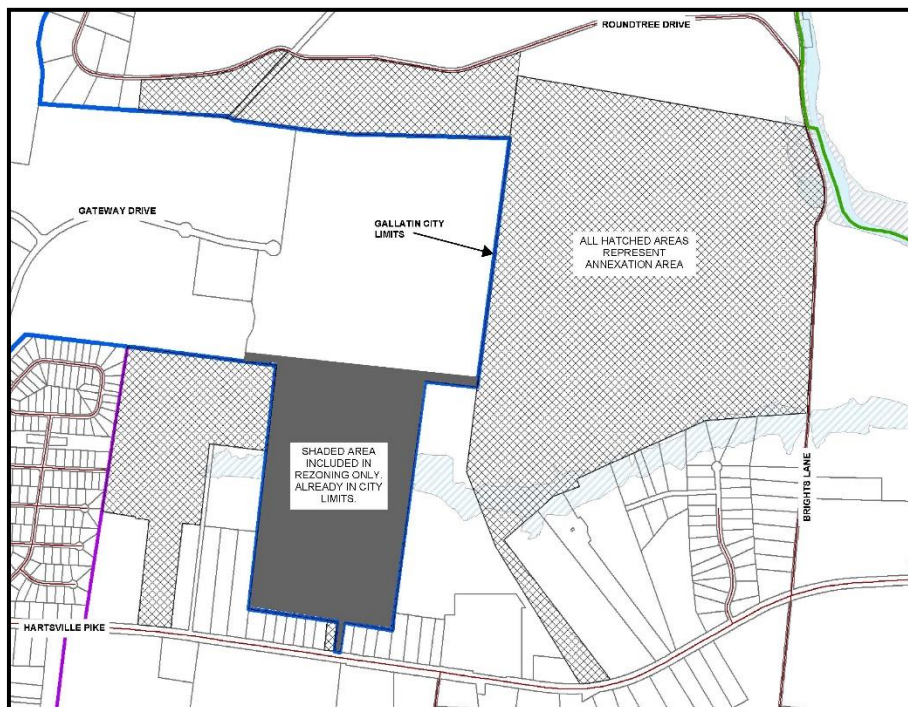 ROUNDTREE DRIVE
GATEWAY DRIVE
GALLATIN CITY
LIMITS
ALL HATCHED AREAS
REPRESENT
ANNEXATION AREA
SHADED AREA
INCLUDED IN
REZONING ONLY.
ALREADY IN CITY
LIMITS.
BRIGHTS LANE
HARTSVILLE PIKE